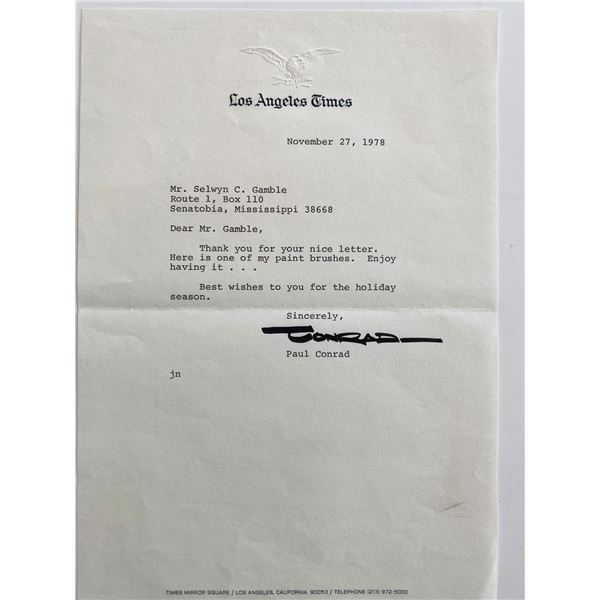 Los Angeles Times
November 27, 1978
Mr. Selwyn C. Gamble
Route 1, Box 110
Senatobia, Mississippi 38668
Dear Mr. Gamble,
Thank you for your nice letter.
Here is one of my paint brushes. Enjoy
having it . . .
Best wishes to you for the holiday
season.
Sincerely,
CONRAD
Paul Conrad
jn
TIMES MIRROR SQUARE / LOS ANGELES, CALIFORNIA 90053 / TELEPHONE (213) 972-5000